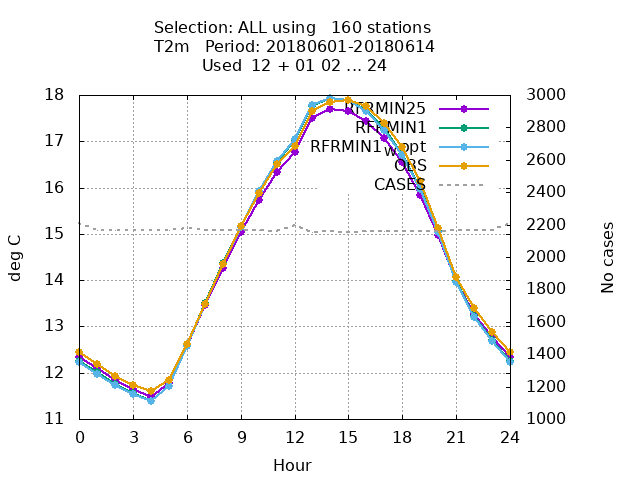 Selection: ALL using   160 stations
T2m   Period: 20180601-20180614
Used  12 + 01 02 ... 24
18 RFRMIN25 3000
RFRMIN1 2800
17 RFRMIN1wopt
OBS 2600
16 CASES 2400
15 2200
2000
14 1800
13 1600
1400
12 1200
11 1000
deg C
No cases
0 3 6 9 12 15 18 21 24
Hour